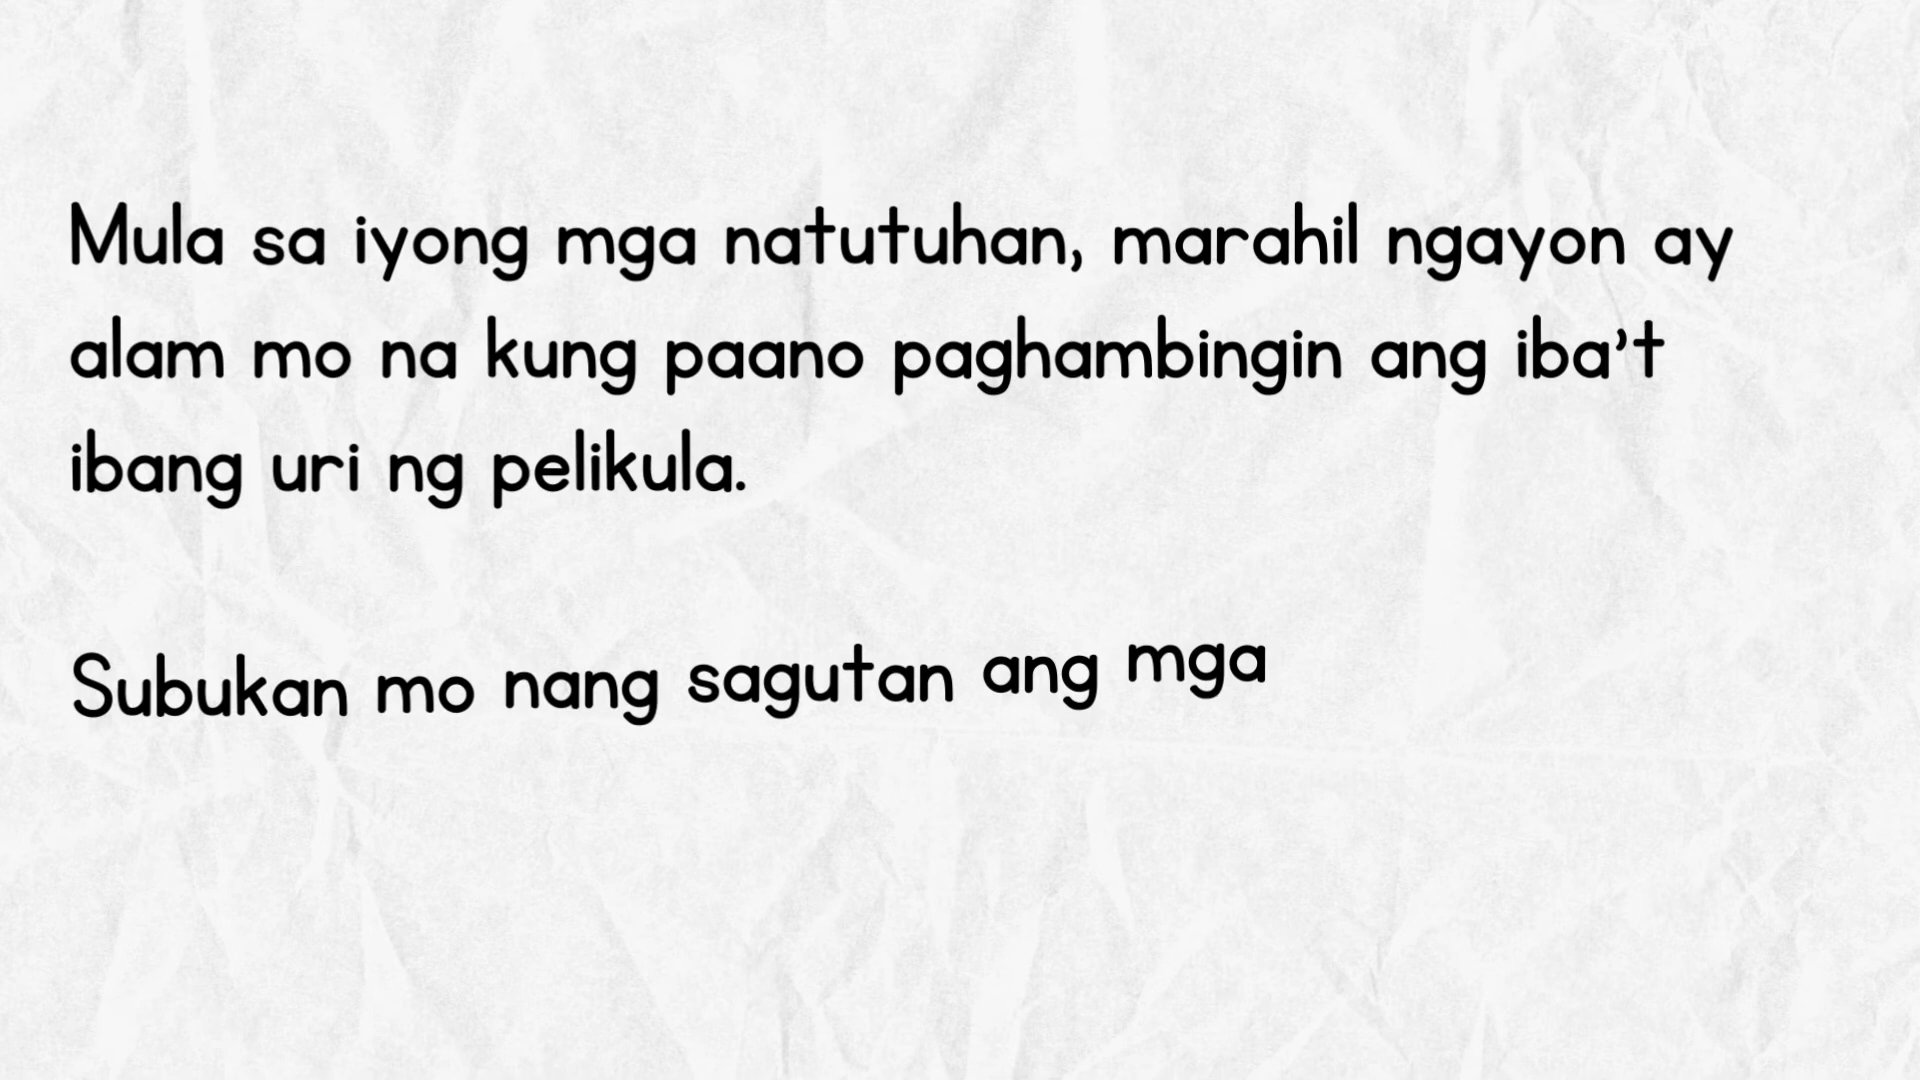 Mula sa iyong mga natutuhan, marahil ngayon ay
alam mo na kung paano paghambingin ang iba’t
ibang uri ng pelikula.
Subukan mo nang sagutan ang mga